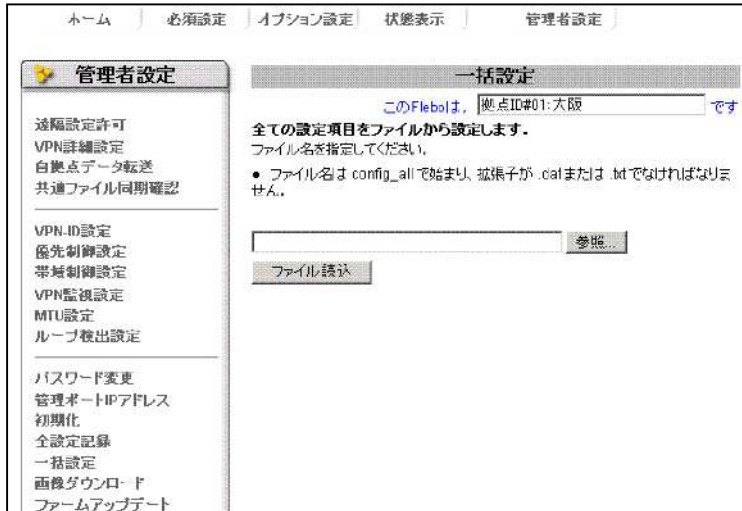 ホーム 必須設定 オプション設定 状態表示 管理者設定
管理者設定
遠隔設定許可
VPN詳細設定
自拠点データ転送
共通ファイル同期確認
VPN-ID設定
優先制御設定
帯域制御設定
VPN監視設定
MTU設定
ループ検出設定
パスワード変更
管理ポートIPアドレス
初期化
全設定記録
一括設定
画像ダウンロード
ファームアップデート
一括設定
このFleboは、 拠点ID#01:大阪 です
全ての設定項目をファイルから設定します。
ファイル名を指定してください。
● ファイル名は config_all で始まり、拡張子が .dat または .txt でなければなりま
せん。
参照...
ファイル読込